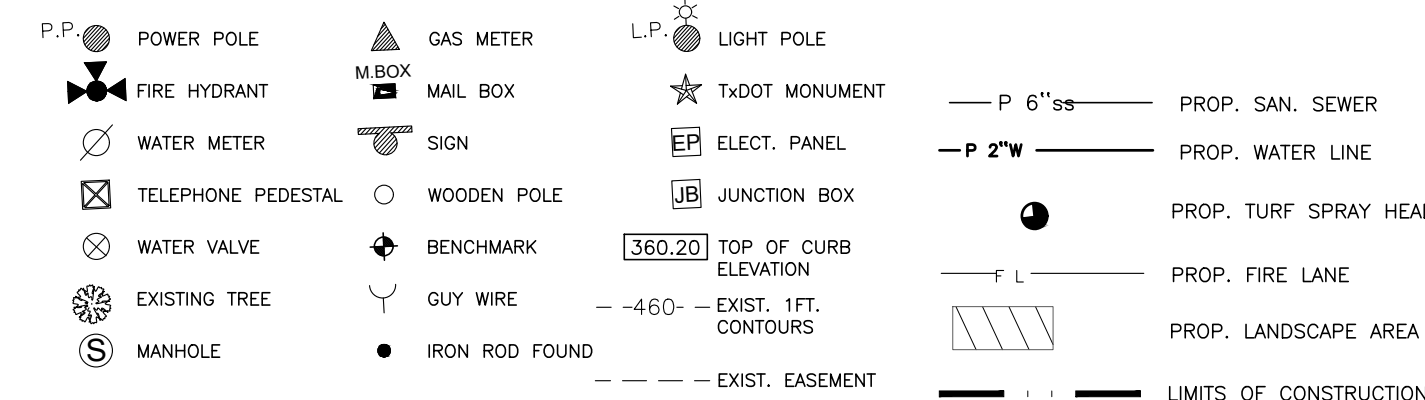 P.P. POWER POLE
FIRE HYDRANT
WATER METER
TELEPHONE PEDESTAL
WATER VALVE
EXISTING TREE
S MANHOLE
GAS METER
M.BOX
MAIL BOX
SIGN
WOODEN POLE
BENCHMARK
GUY WIRE
IRON ROD FOUND
L.P. LIGHT POLE
TxDOT MONUMENT
EP ELECT. PANEL
JB JUNCTION BOX
360.20 TOP OF CURB
ELEVATION
-460- EXIST. 1FT.
CONTOURS
EXIST. EASEMENT
P 6"ss PROP. SAN. SEWER
P 2"W PROP. WATER LINE
PROP. TURF SPRAY HEA
F L PROP. FIRE LANE
PROP. LANDSCAPE AREA
LIMITS OF CONSTRUCTION